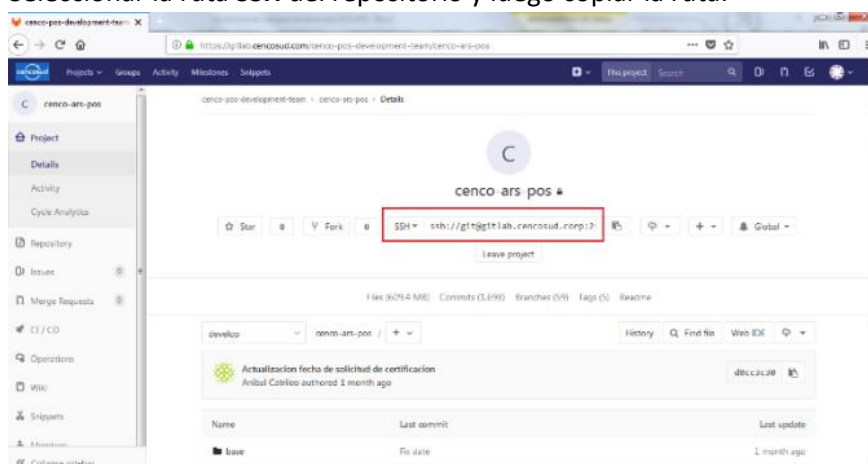 Seleccionar la ruta SSH del repositorio y luego copiar la ruta.
cenco-pos-development-team
https://gitlab.cencosud.com/cenco-pos-development-team/cenco-ars-pos
cencosud Projects Groups Activity Milestones Snippets This project Search
C cenco-ars-pos
cenco-pos-development-team > cenco-ars-pos > Details
Project
Details
Activity
Cycle Analytics
Repository
Issues 0
Merge Requests 0
CI / CD
Operations
Wiki
Snippets
Members
Collapse sidebar
C
cenco-ars-pos
Star 0 Fork 0 SSH ssh://git@gitlab.cencosud.corp:2 Global
Leave project
Files (609.4 MB) Commits (1,698) Branches (59) Tags (5) Readme
develop cenco-ars-pos / + History Find file Web IDE
Actualizacion fecha de solicitud de certificacion
Anibal Catrileo authored 1 month ago
Name Last commit Last update
base Fix date 1 month ago